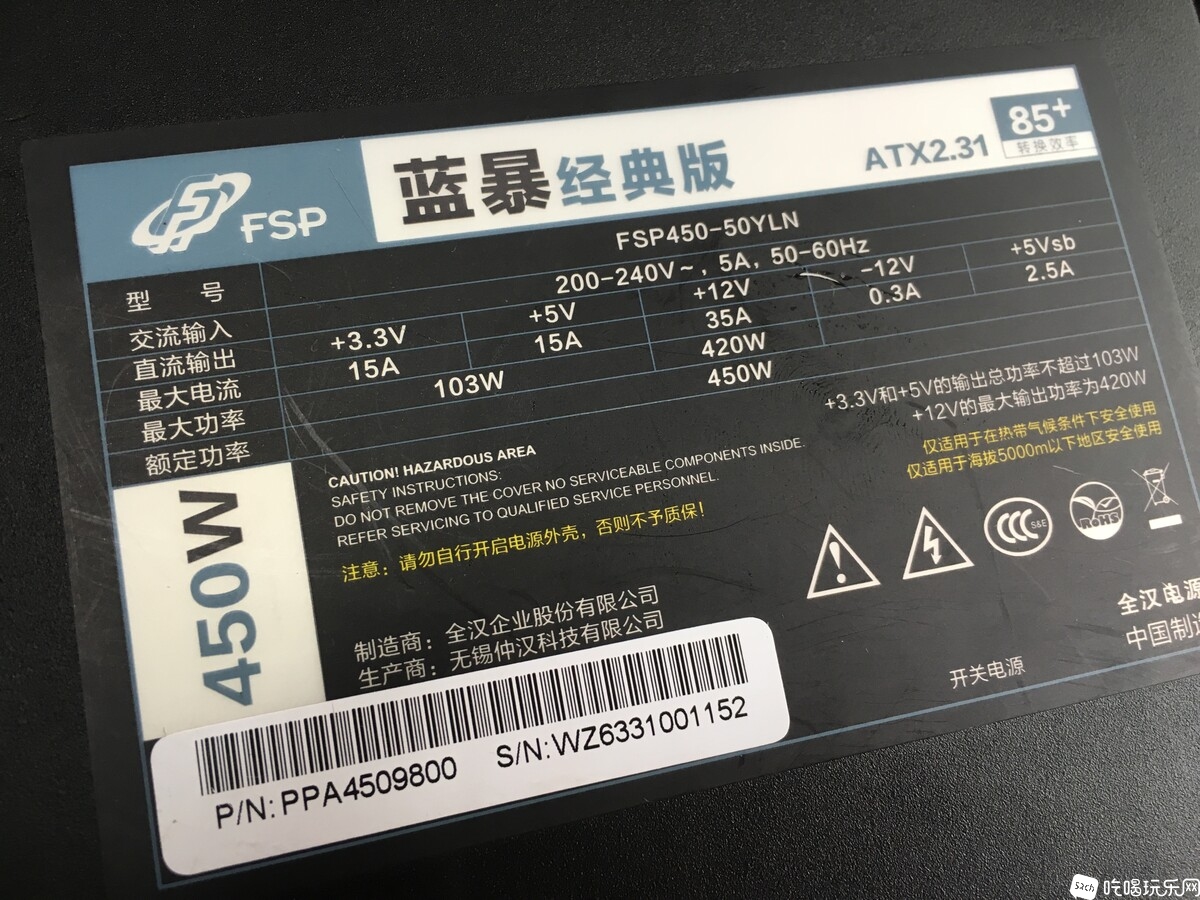 FSP
蓝暴经典版
ATX2.31
85+
转换效率
型 号 FSP450-50YLN
交流输入 200-240V~, 5A, 50-60Hz
直流输出 +3.3V +5V +12V -12V +5Vsb
最大电流 15A 15A 35A 0.3A 2.5A
最大功率 103W 420W
额定功率 450W
+3.3V和+5V的输出总功率不超过103W
+12V的最大输出功率为420W
仅适用于在热带气候条件下安全使用
仅适用于海拔5000m以下地区安全使用
450W
CAUTION! HAZARDOUS AREA
SAFETY INSTRUCTIONS:
DO NOT REMOVE THE COVER NO SERVICEABLE COMPONENTS INSIDE.
REFER SERVICING TO QUALIFIED SERVICE PERSONNEL.
注意：请勿自行开启电源外壳，否则不予质保！
CCC S&E
RoHS
制造商：全汉企业股份有限公司
生产商：无锡仲汉科技有限公司
全汉电源
中国制造
开关电源
P/N:PPA4509800 S/N:WZ6331001152
52ch 吃喝玩乐网